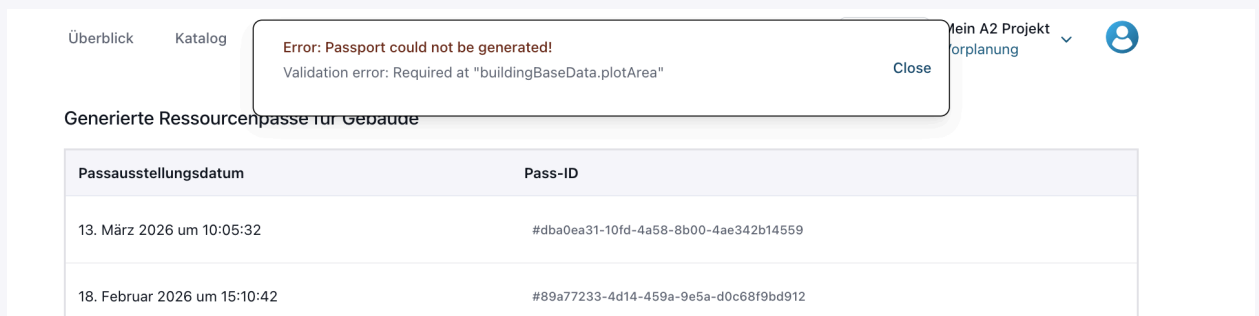 Überblick
Katalog
Error: Passport could not be generated!
Validation error: Required at "buildingBaseData.plotArea"
Close
Mein A2 Projekt
Vorplanung
Generierte Ressourcenpässe für Gebäude
Passausstellungsdatum
Pass-ID
13. März 2026 um 10:05:32
#dba0ea31-10fd-4a58-8b00-4ae342b14559
18. Februar 2026 um 15:10:42
#89a77233-4d14-459a-9e5a-d0c68f9bd912